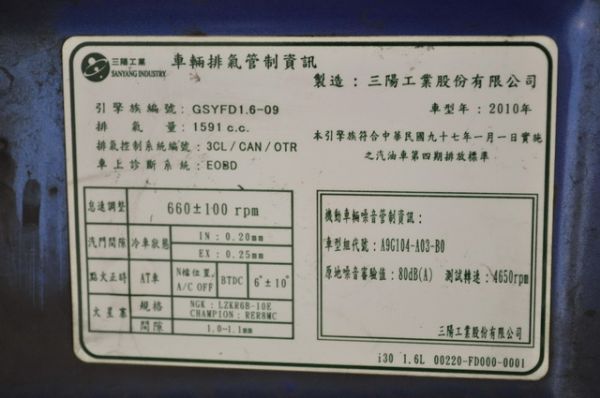 三陽工業
SANYANG INDUSTRY
車輛排氣管制資訊
製造：三陽工業股份有限公司
引擎族編號：GSYFD1.6-09
車型年：2010年
排氣量：1591 c.c.
排氣控制系統編號：3CL/CAN/OTR
車上診斷系統：EOBD
本引擎族符合中華民國九十七年一月一日實施
之汽油車第四期排放標準
怠速調整 660±100 rpm
汽門間隙 冷車狀態 IN：0.20mm
EX：0.25mm
點火正時 AT車 N檔位置, A/C OFF BTDC 6°±10°
火星塞 規格 NGK：LZKR6B-10E
CHAMPION：RER8MC
間隙 1.0-1.1mm
機動車輛噪音管制資訊：
車型組代號：A9G104-A03-B0
原地噪音審驗值：80dB(A) 測試轉速：4650rpm
三陽工業股份有限公司
i30 1.6L 00220-FD000-0001